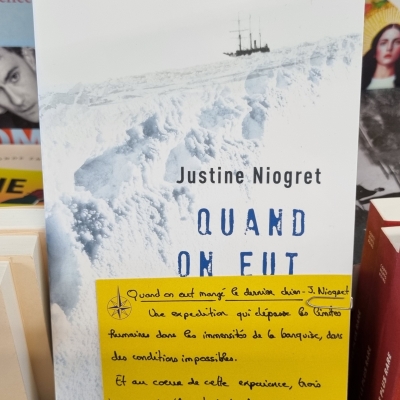 Justine Niogret
QUAND
ON EUT
Quand on eut mangé le dernier chien - J. Niogret
Une expédition qui dépasse les limites
humaines dans les immensités de la banquise, dans
des conditions impossibles.
Et au coeur de cette expérience, trois